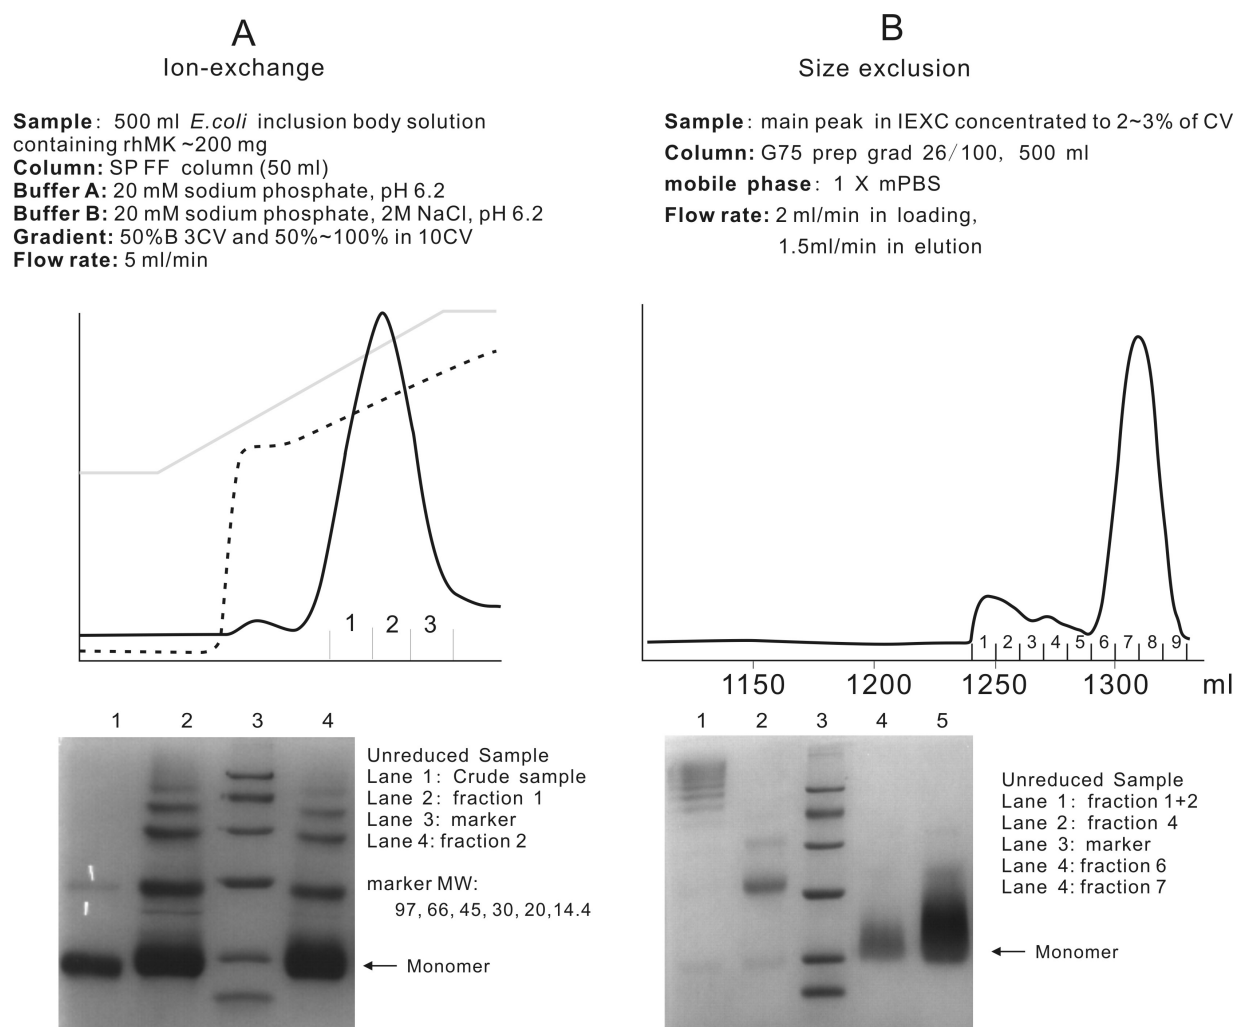 A
Ion-exchange
Sample: 500 ml E.coli inclusion body solution
containing rhMK ~200 mg
Column: SP FF column (50 ml)
Buffer A: 20 mM sodium phosphate, pH 6.2
Buffer B: 20 mM sodium phosphate, 2M NaCl, pH 6.2
Gradient: 50%B 3CV and 50%~100% in 10CV
Flow rate: 5 ml/min
1 2 3
1 2 3 4
Unreduced Sample
Lane 1: Crude sample
Lane 2: fraction 1
Lane 3: marker
Lane 4: fraction 2
marker MW:
97, 66, 45, 30, 20,14.4
Monomer
B
Size exclusion
Sample: main peak in IEXC concentrated to 2~3% of CV
Column: G75 prep grad 26/100, 500 ml
mobile phase: 1 X mPBS
Flow rate: 2 ml/min in loading,
1.5ml/min in elution
1 2 3 4 5 6 7 8 9
1150 1200 1250 1300 ml
1 2 3 4 5
Unreduced Sample
Lane 1: fraction 1+2
Lane 2: fraction 4
Lane 3: marker
Lane 4: fraction 6
Lane 4: fraction 7
Monomer